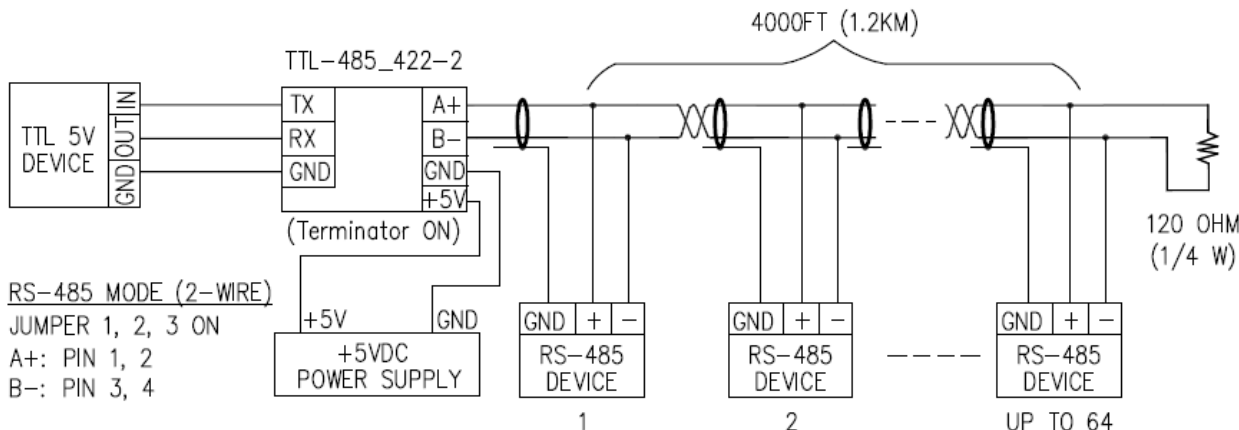 4000FT (1.2KM)
TTL-485_422-2
TTL 5V
DEVICE
IN
OUT
GND
TX
RX
GND
A+
B-
GND
+5V
(Terminator ON)
120 OHM
(1/4 W)
RS-485 MODE (2-WIRE)
JUMPER 1, 2, 3 ON
A+: PIN 1, 2
B-: PIN 3, 4
+5V
GND
+5VDC
POWER SUPPLY
GND + -
RS-485
DEVICE
1
GND + -
RS-485
DEVICE
2
GND + -
RS-485
DEVICE
UP TO 64